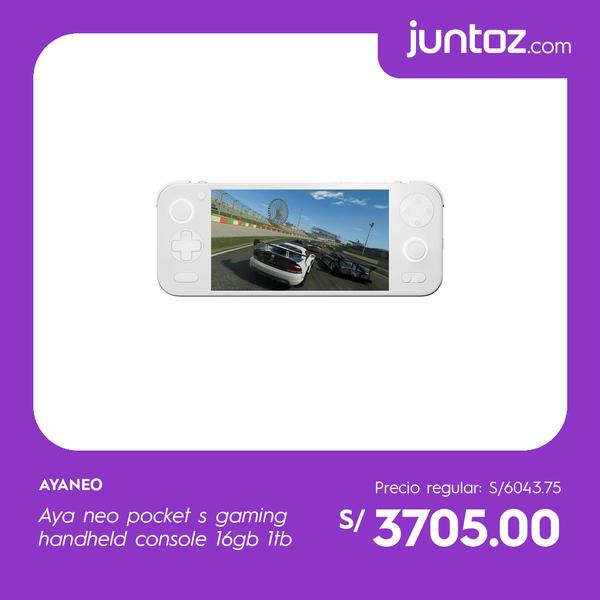 juntoz.com
AYANEO
Aya neo pocket s gaming
handheld console 16gb 1tb
Precio regular: S/6043.75
S/ 3705.00